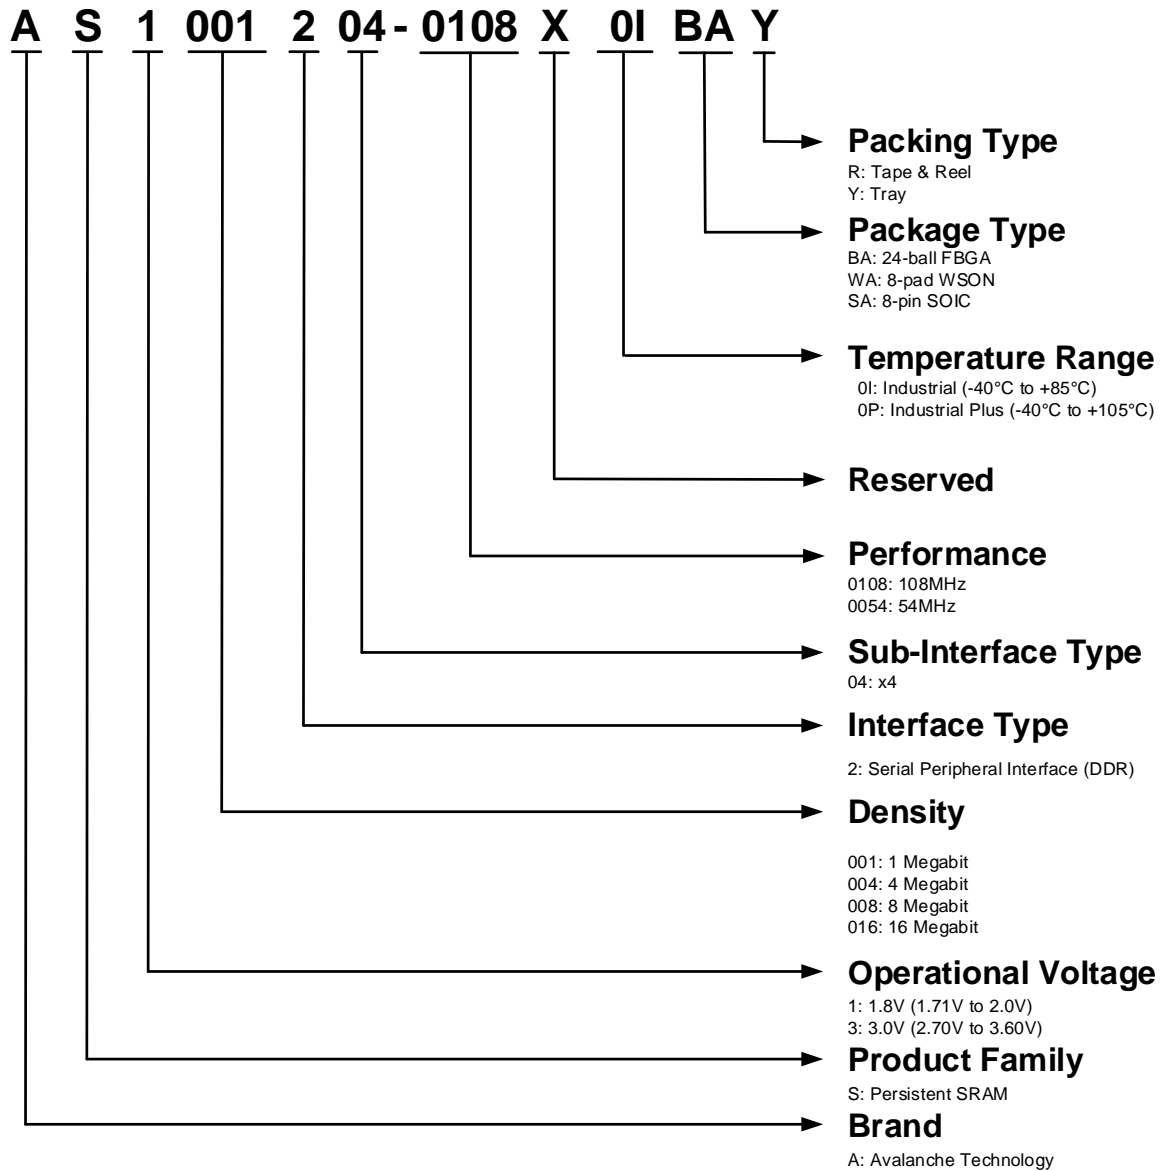 A S 1 001 2 04 - 0108 X 0I BA Y
Packing Type
R: Tape & Reel
Y: Tray
Package Type
BA: 24-ball FBGA
WA: 8-pad WSON
SA: 8-pin SOIC
Temperature Range
0I: Industrial (-40°C to +85°C)
0P: Industrial Plus (-40°C to +105°C)
Reserved
Performance
0108: 108MHz
0054: 54MHz
Sub-Interface Type
04: x4
Interface Type
2: Serial Peripheral Interface (DDR)
Density
001: 1 Megabit
004: 4 Megabit
008: 8 Megabit
016: 16 Megabit
Operational Voltage
1: 1.8V (1.71V to 2.0V)
3: 3.0V (2.70V to 3.60V)
Product Family
S: Persistent SRAM
Brand
A: Avalanche Technology